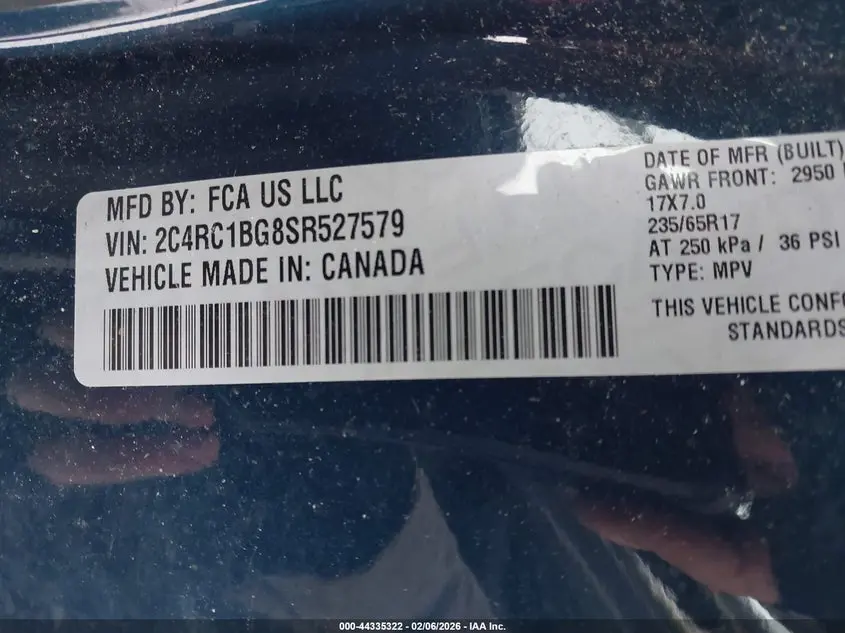 MFD BY: FCA US LLC
VIN: 2C4RC1BG8SR527579
VEHICLE MADE IN: CANADA
DATE OF MFR (BUILT)
GAWR FRONT: 2950
17X7.0
235/65R17
AT 250 kPa / 36 PSI
TYPE: MPV
THIS VEHICLE CONFO
STANDARDS
000-44335322 - 02/06/2026 - IAA Inc.